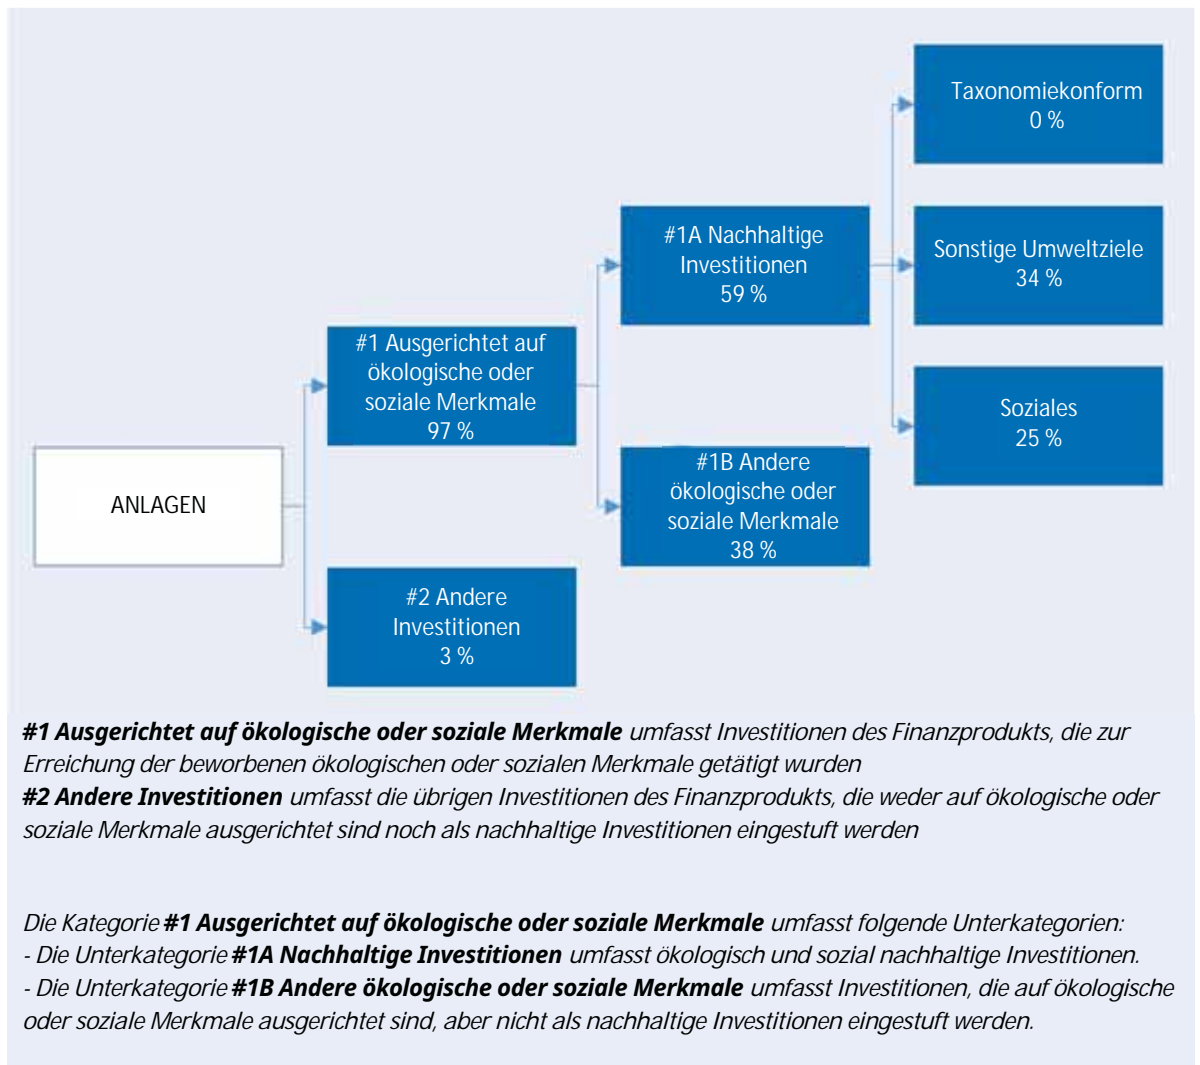 Taxonomiekonform
0 %
#1A Nachhaltige
Investitionen
59 %
Sonstige Umweltziele
34 %
#1 Ausgerichtet auf
ökologische oder
soziale Merkmale
97 %
Soziales
25 %
ANLAGEN
#1B Andere
ökologische oder
soziale Merkmale
38 %
#2 Andere
Investitionen
3 %
#1 Ausgerichtet auf ökologische oder soziale Merkmale umfasst Investitionen des Finanzprodukts, die zur
Erreichung der beworbenen ökologischen oder sozialen Merkmale getätigt wurden
#2 Andere Investitionen umfasst die übrigen Investitionen des Finanzprodukts, die weder auf ökologische oder
soziale Merkmale ausgerichtet sind noch als nachhaltige Investitionen eingestuft werden
Die Kategorie #1 Ausgerichtet auf ökologische oder soziale Merkmale umfasst folgende Unterkategorien:
- Die Unterkategorie #1A Nachhaltige Investitionen umfasst ökologisch und sozial nachhaltige Investitionen.
- Die Unterkategorie #1B Andere ökologische oder soziale Merkmale umfasst Investitionen, die auf ökologische
oder soziale Merkmale ausgerichtet sind, aber nicht als nachhaltige Investitionen eingestuft werden.